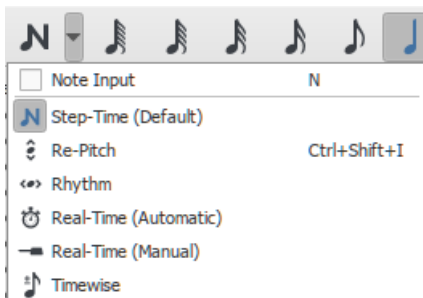 N
Note Input N
N Step-Time (Default)
Re-Pitch Ctrl+Shift+I
Rhythm
Real-Time (Automatic)
Real-Time (Manual)
Timewise